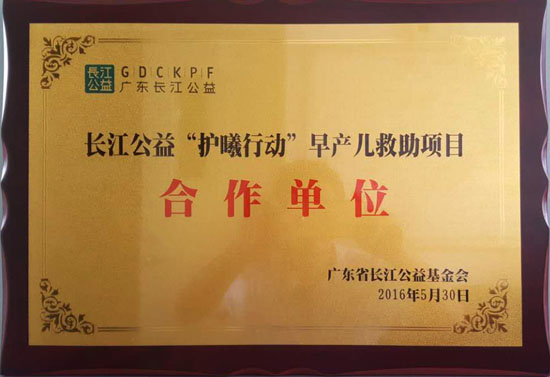 長江
公益
GDCKPF
广东长江公益
长江公益“护曦行动”早产儿救助项目
合作单位
广东省长江公益基金会
2016年5月30日